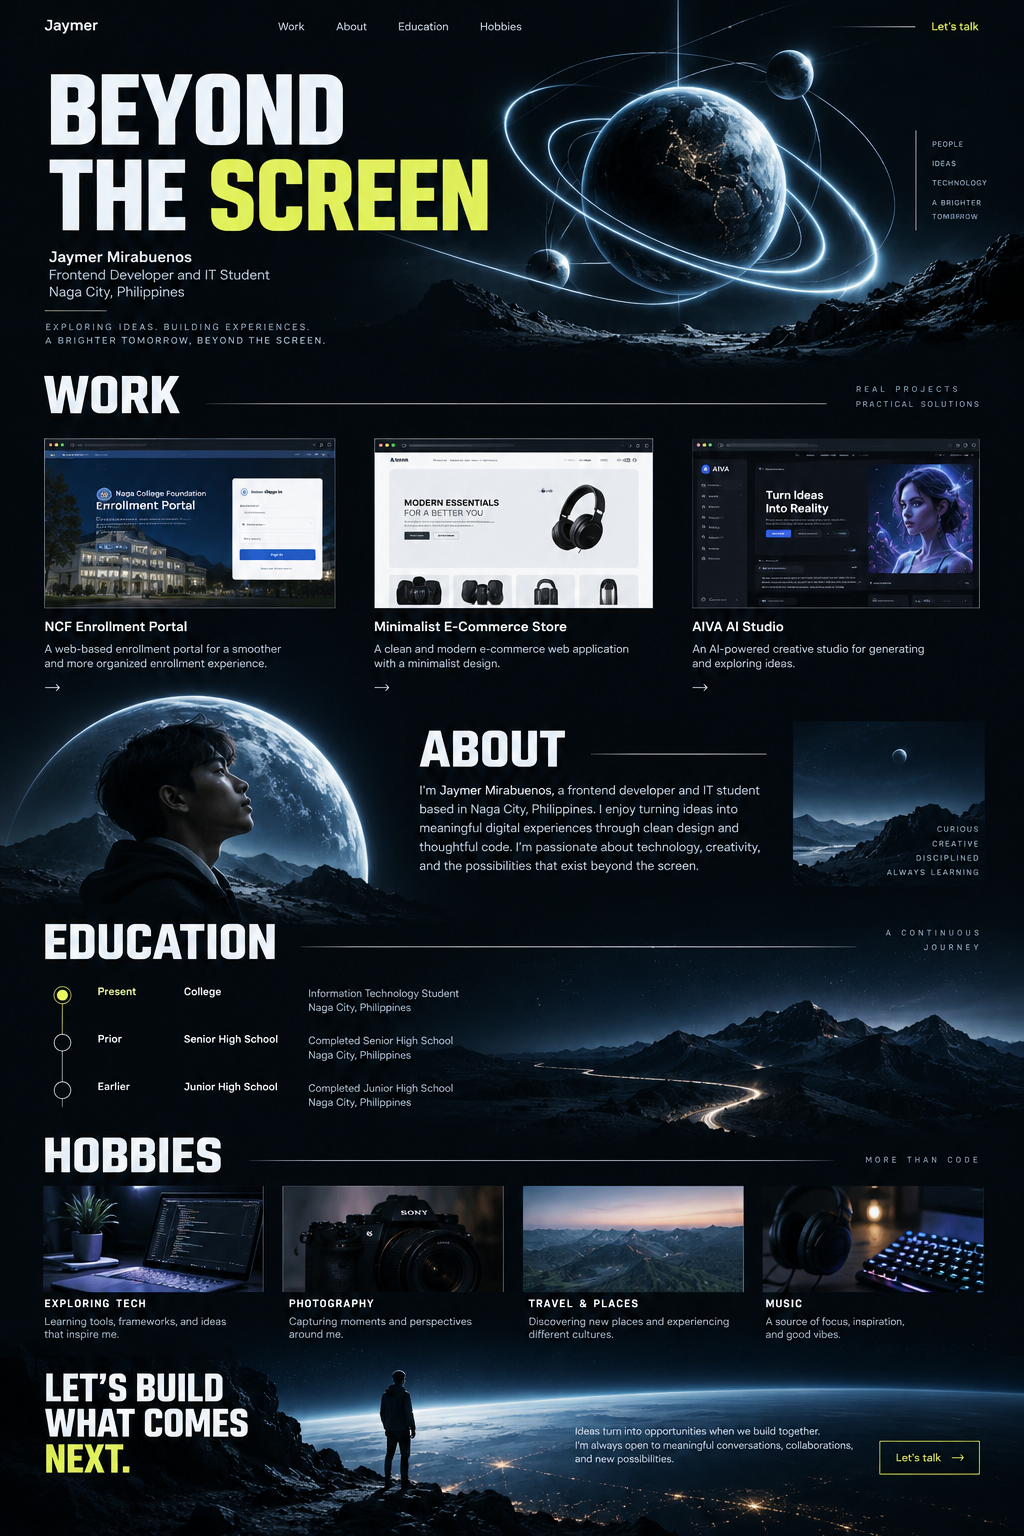 Jaymer
Work
About
Education
Hobbies
Let's talk
BEYOND
THE SCREEN
Jaymer Mirabuenos
Frontend Developer and IT Student
Naga City, Philippines
EXPLORING IDEAS. BUILDING EXPERIENCES.
A BRIGHTER TOMORROW, BEYOND THE SCREEN.
PEOPLE
IDEAS
TECHNOLOGY
A BRIGHTER
TOMORROW
WORK
REAL PROJECTS
PRACTICAL SOLUTIONS
Naga College Foundation
Enrollment Portal
MODERN ESSENTIALS
FOR A BETTER YOU
AIVA
Turn Ideas
Into Reality
NCF Enrollment Portal
A web-based enrollment portal for a smoother
and more organized enrollment experience.
Minimalist E-Commerce Store
A clean and modern e-commerce web application
with a minimalist design.
AIVA AI Studio
An AI-powered creative studio for generating
and exploring ideas.
ABOUT
I'm Jaymer Mirabuenos, a frontend developer and IT student
based in Naga City, Philippines. I enjoy turning ideas into
meaningful digital experiences through clean design and
thoughtful code. I'm passionate about technology, creativity,
and the possibilities that exist beyond the screen.
CURIOUS
CREATIVE
DISCIPLINED
ALWAYS LEARNING
EDUCATION
A CONTINUOUS
JOURNEY
Present
College
Information Technology Student
Naga City, Philippines
Prior
Senior High School
Completed Senior High School
Naga City, Philippines
Earlier
Junior High School
Completed Junior High School
Naga City, Philippines
HOBBIES
MORE THAN CODE
SONY
EXPLORING TECH
Learning tools, frameworks, and ideas
that inspire me.
PHOTOGRAPHY
Capturing moments and perspectives
around me.
TRAVEL & PLACES
Discovering new places and experiencing
different cultures.
MUSIC
A source of focus, inspiration,
and good vibes.
LET'S BUILD
WHAT COMES
NEXT.
Ideas turn into opportunities when we build together.
I'm always open to meaningful conversations, collaborations,
and new possibilities.
Let's talk